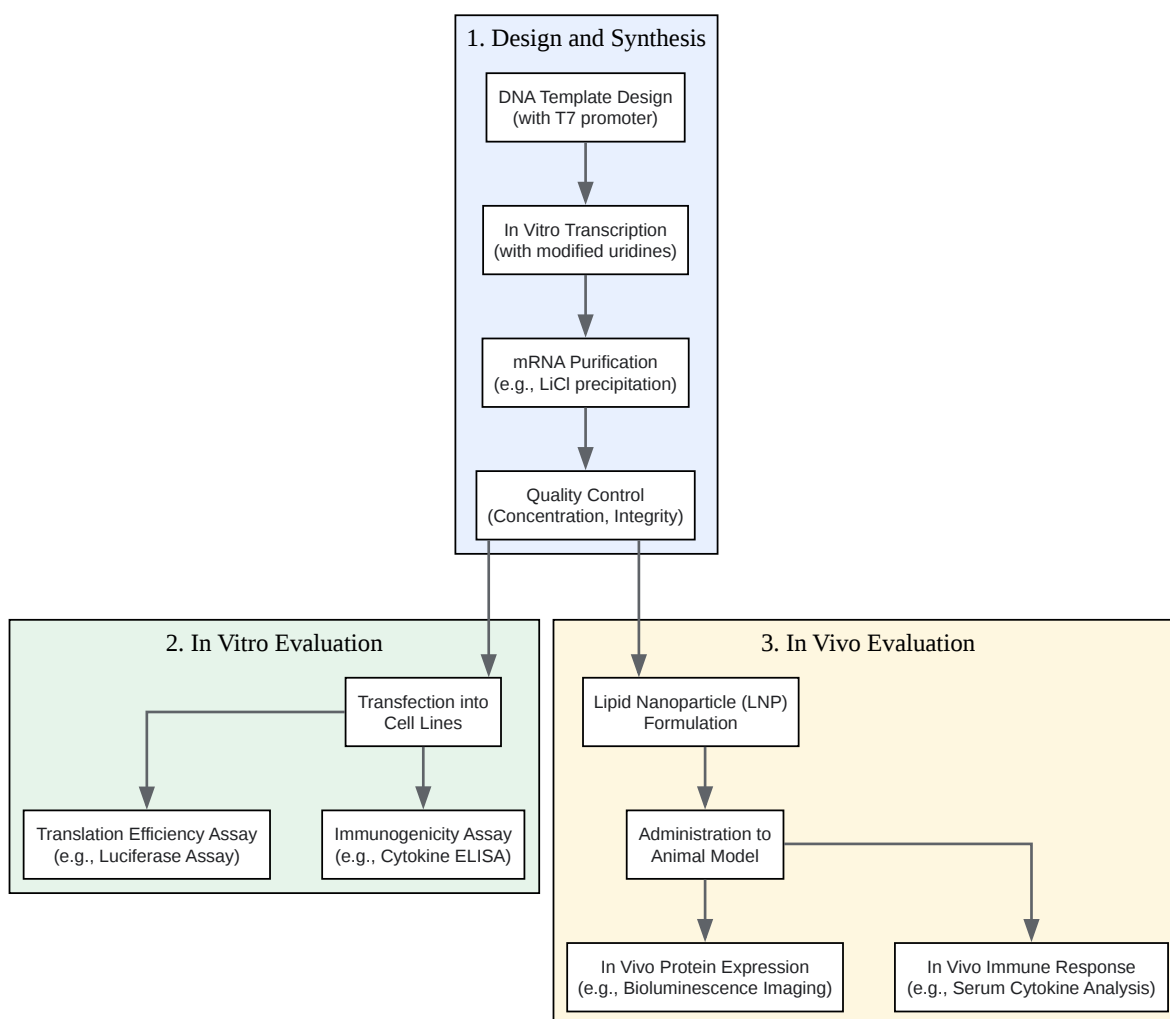 1. Design and Synthesis
DNA Template Design
(with T7 promoter)
In Vitro Transcription
(with modified uridines)
mRNA Purification
(e.g., LiCl precipitation)
Quality Control
(Concentration, Integrity)
2. In Vitro Evaluation
Transfection into
Cell Lines
Translation Efficiency Assay
(e.g., Luciferase Assay)
Immunogenicity Assay
(e.g., Cytokine ELISA)
3. In Vivo Evaluation
Lipid Nanoparticle (LNP)
Formulation
Administration to
Animal Model
In Vivo Protein Expression
(e.g., Bioluminescence Imaging)
In Vivo Immune Response
(e.g., Serum Cytokine Analysis)